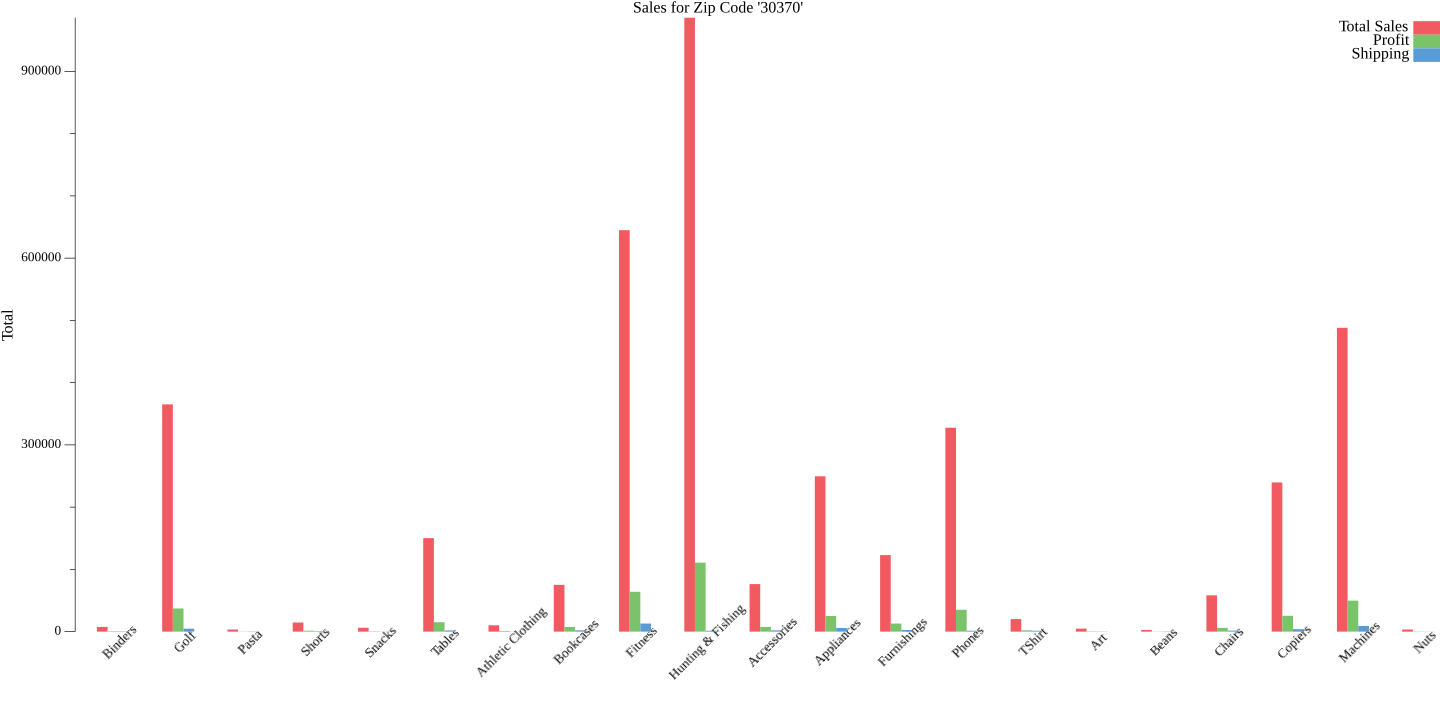 Sales for Zip Code '30370'
Total Sales
Profit
Shipping
900000
600000
300000
0
Total
Binders
Golf
Pasta
Shorts
Snacks
Tables
Athletic Clothing
Bookcases
Fitness
Hunting & Fishing
Accessories
Appliances
Furnishings
Phones
TShirt
Art
Beans
Chairs
Copiers
Machines
Nuts